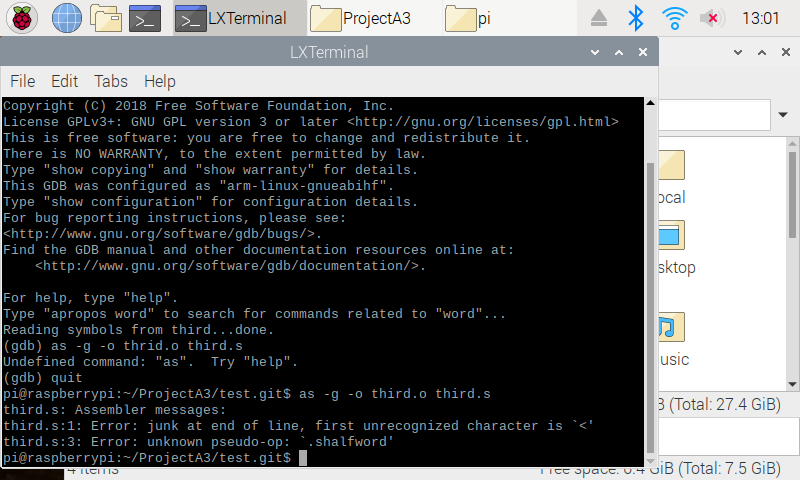 LXTerminal
ProjectA3
pi
13:01
LXTerminal
File Edit Tabs Help
Copyright (C) 2018 Free Software Foundation, Inc.
License GPLv3+: GNU GPL version 3 or later <http://gnu.org/licenses/gpl.html>
This is free software: you are free to change and redistribute it.
There is NO WARRANTY, to the extent permitted by law.
Type "show copying" and "show warranty" for details.
This GDB was configured as "arm-linux-gnueabihf".
Type "show configuration" for configuration details.
For bug reporting instructions, please see:
<http://www.gnu.org/software/gdb/bugs/>.
Find the GDB manual and other documentation resources online at:
    <http://www.gnu.org/software/gdb/documentation/>.
For help, type "help".
Type "apropos word" to search for commands related to "word"...
Reading symbols from third...done.
(gdb) as -g -o thrid.o third.s
Undefined command: "as".  Try "help".
(gdb) quit
pi@raspberrypi:~/ProjectA3/test.git$ as -g -o third.o third.s
third.s: Assembler messages:
third.s:1: Error: junk at end of line, first unrecognized character is `<'
third.s:3: Error: unknown pseudo-op: `.shalfword'
pi@raspberrypi:~/ProjectA3/test.git$
ocal
sktop
usic
B (Total: 27.4 GiB)
4 items
Free space: 6.4 GiB (Total: 7.5 GiB)